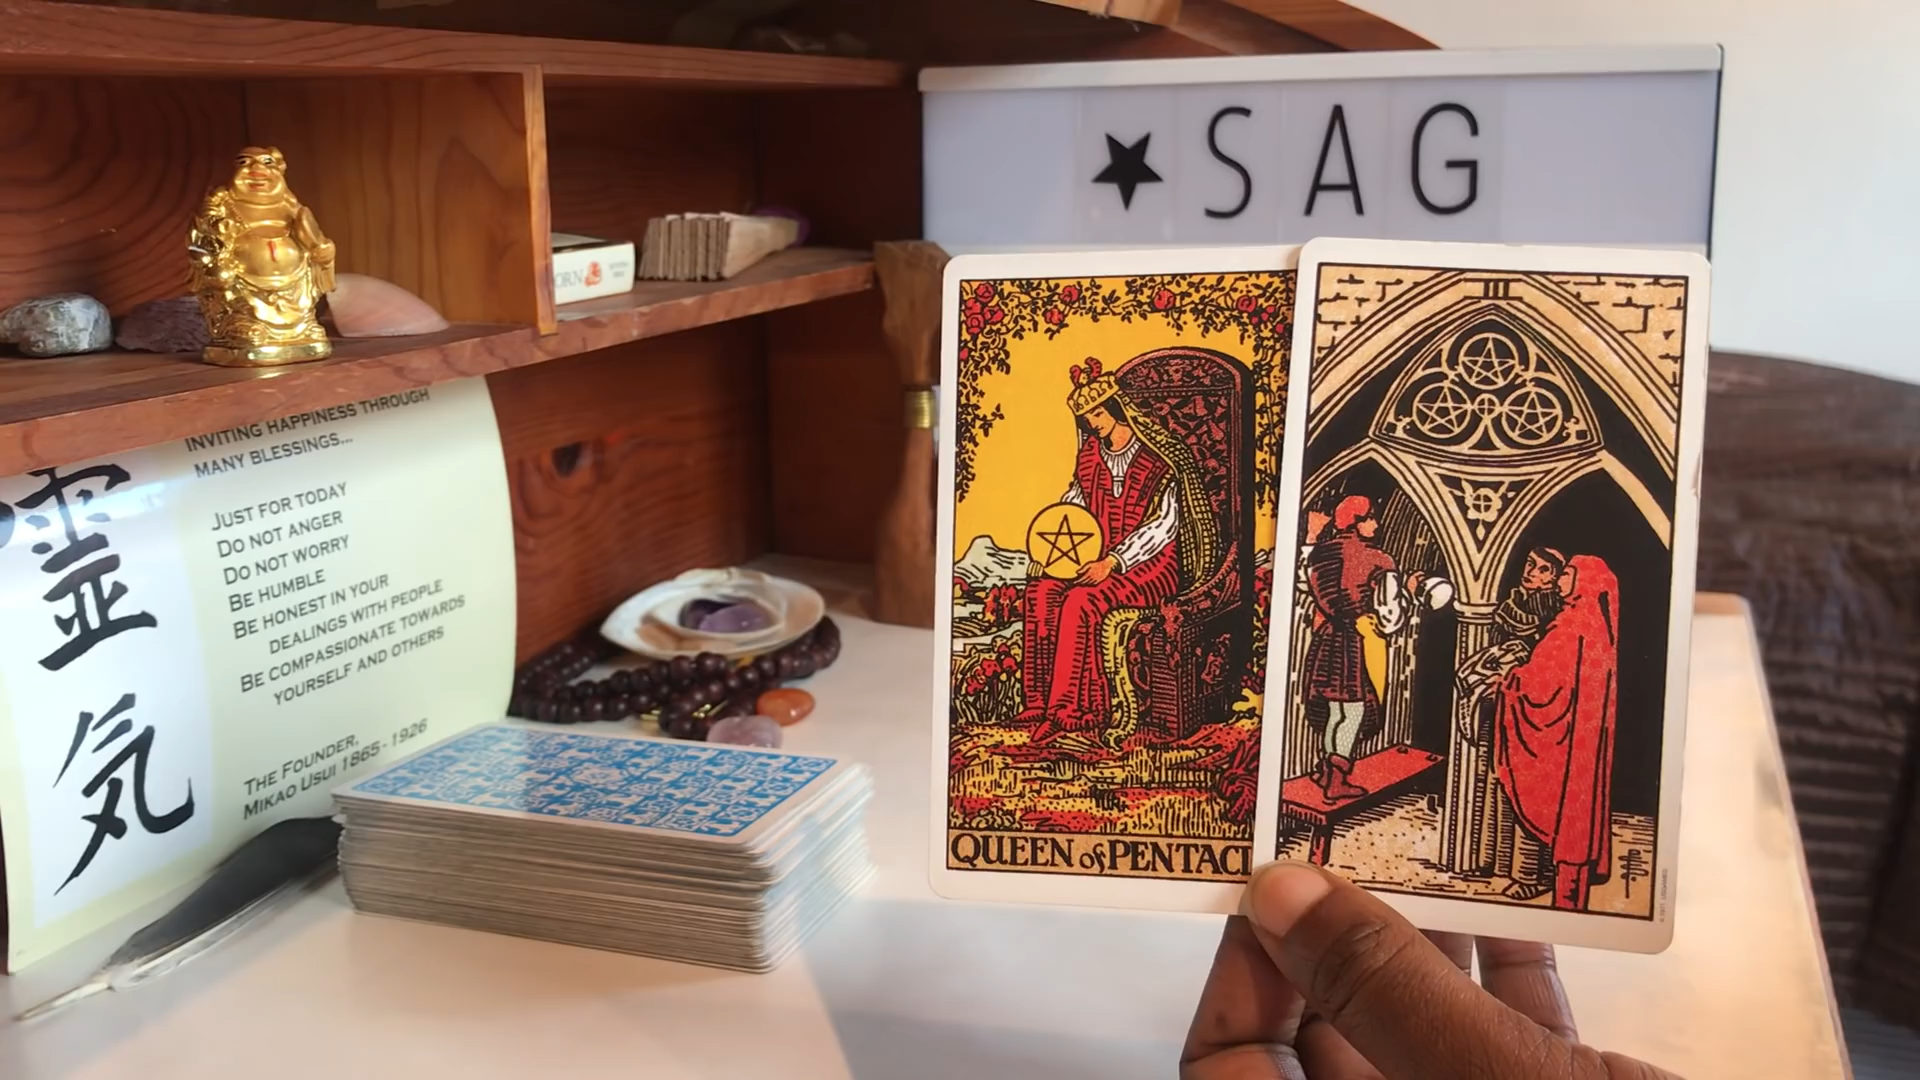 ★SAG
INVITING HAPPINESS THROUGH
MANY BLESSINGS...
JUST FOR TODAY
DO NOT ANGER
DO NOT WORRY
BE HUMBLE
BE HONEST IN YOUR
DEALINGS WITH PEOPLE
BE COMPASSIONATE TOWARDS
YOURSELF AND OTHERS
THE FOUNDER,
MIKAO USUI 1865-1926
霊
気
ORN
QUEEN of PENTACL